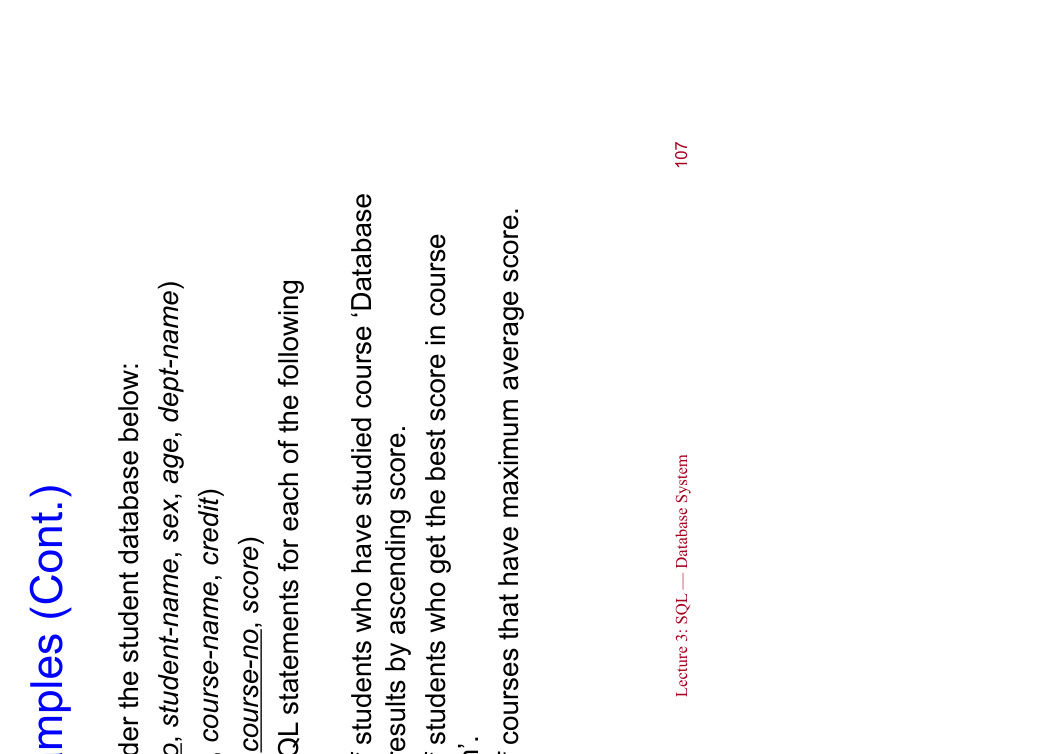 mples (Cont.)
der the student database below:
o, student-name, sex, age, dept-name)
, course-name, credit)
course-no, score)
QL statements for each of the following
students who have studied course ‘Database
results by ascending score.
students who get the best score in course
n’.
courses that have maximum average score.
Lecture 3: SQL — Database System 107